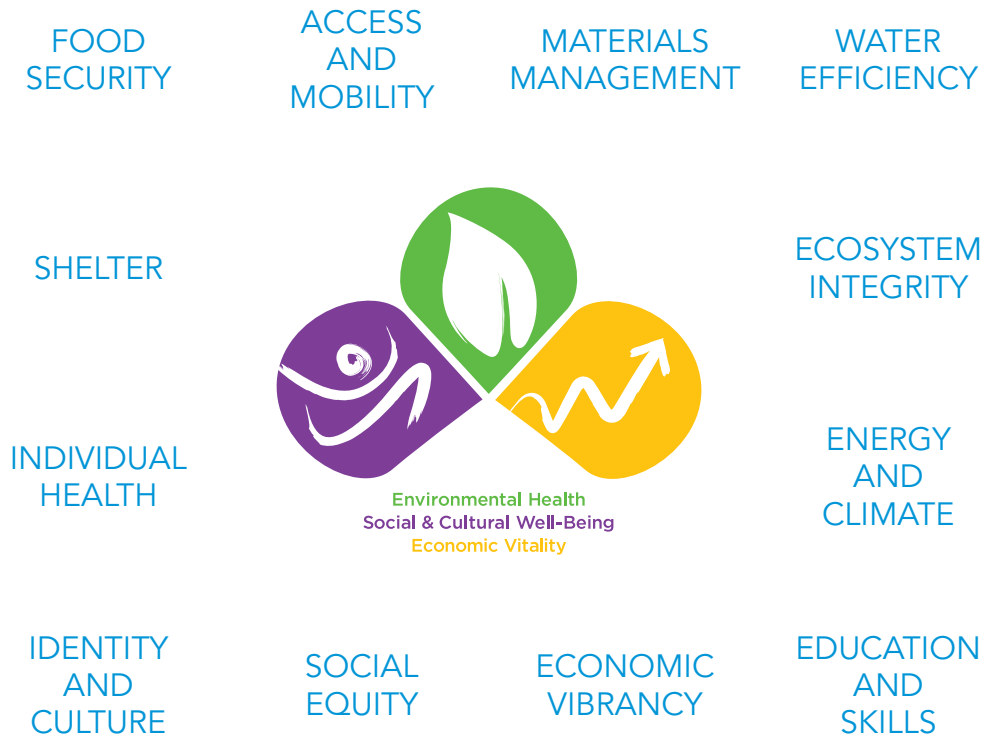 FOOD
SECURITY
ACCESS
AND
MOBILITY
MATERIALS
MANAGEMENT
WATER
EFFICIENCY
SHELTER
ECOSYSTEM
INTEGRITY
INDIVIDUAL
HEALTH
ENERGY
AND
CLIMATE
Environmental Health
Social & Cultural Well-Being
Economic Vitality
IDENTITY
AND
CULTURE
SOCIAL
EQUITY
ECONOMIC
VIBRANCY
EDUCATION
AND
SKILLS